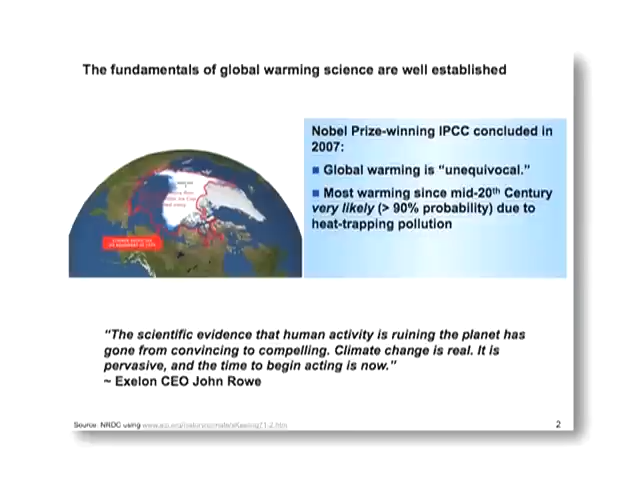 The fundamentals of global warming science are well established
Nobel Prize-winning IPCC concluded in
2007:
Global warming is “unequivocal.”
Most warming since mid-20th Century
very likely (> 90% probability) due to
heat-trapping pollution
“The scientific evidence that human activity is ruining the planet has
gone from convincing to compelling. Climate change is real. It is
pervasive, and the time to begin acting is now.”
~ Exelon CEO John Rowe
Source: NRDC using
2